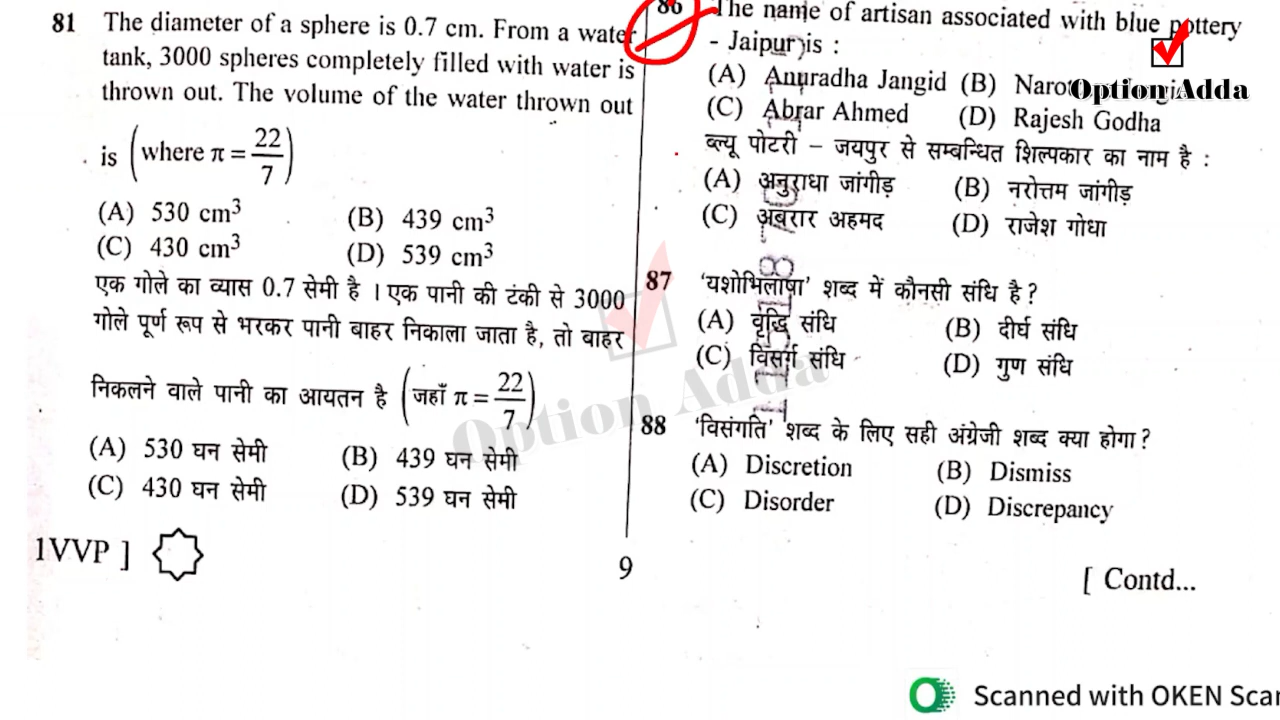 81 The diameter of a sphere is 0.7 cm. From a water
tank, 3000 spheres completely filled with water is
thrown out. The volume of the water thrown out
is (where π = 22/7)
(A) 530 cm³ (B) 439 cm³
(C) 430 cm³ (D) 539 cm³
एक गोले का व्यास 0.7 सेमी है । एक पानी की टंकी से 3000
गोले पूर्ण रूप से भरकर पानी बाहर निकाला जाता है, तो बाहर
निकलने वाले पानी का आयतन है (जहाँ π = 22/7)
(A) 530 घन सेमी (B) 439 घन सेमी
(C) 430 घन सेमी (D) 539 घन सेमी
1VVP ]
86 The name of artisan associated with blue pottery
- Jaipur is :
(A) Anuradha Jangid (B)
Option Adda
(C) Abrar Ahmed (D) Rajesh Godha
ब्ल्यू पोटरी – जयपुर से सम्बन्धित शिल्पकार का नाम है :
(A) अनुराधा जांगीड़ (B) नरोत्तम जांगीड़
(C) अबरार अहमद (D) राजेश गोधा
87 'यशोभिलाषा' शब्द में कौनसी संधि है ?
(A) वृद्धि संधि (B) दीर्घ संधि
(C) विसर्ग संधि (D) गुण संधि
Option Adda
88 'विसंगति' शब्द के लिए सही अंग्रेजी शब्द क्या होगा ?
(A) Discretion (B) Dismiss
(C) Disorder (D) Discrepancy
9
[ Contd...
Scanned with OKEN Scan